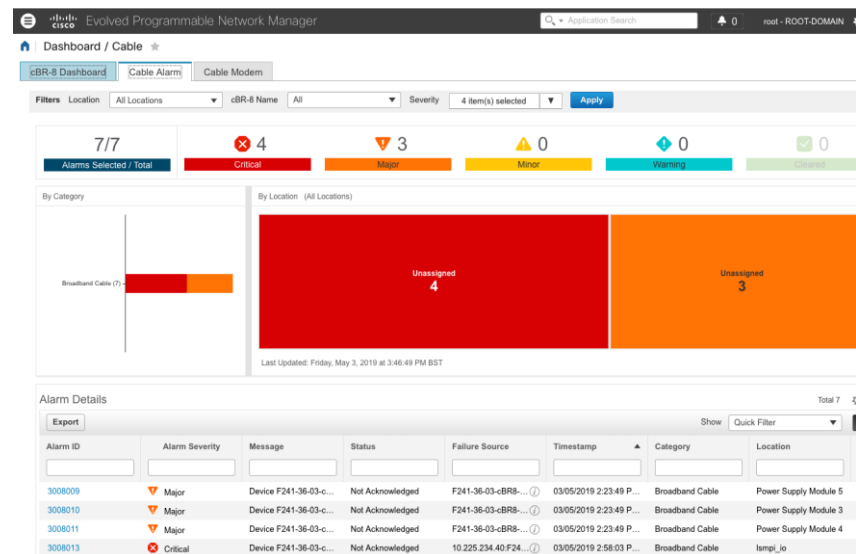 cisco Evolved Programmable Network Manager Application Search 0 root - ROOT-DOMAIN
Dashboard / Cable
cBR-8 Dashboard Cable Alarm Cable Modem
Filters Location All Locations cBR-8 Name All Severity 4 item(s) selected Apply
7/7 4 3 0 0 0
Alarms Selected / Total Critical Major Minor Warning Cleared
By Category By Location (All Locations)
Unassigned Unassigned
4 3
Broadband Cable (7)
Last Updated: Friday, May 3, 2019 at 3:46:49 PM BST
Alarm Details Total 7
Export Show Quick Filter
Alarm ID Alarm Severity Message Status Failure Source Timestamp Category Location
3008009 Major Device F241-36-03-c... Not Acknowledged F241-36-03-cBR8-... 03/05/2019 2:23:49 P... Broadband Cable Power Supply Module 5
3008010 Major Device F241-36-03-c... Not Acknowledged F241-36-03-cBR8-... 03/05/2019 2:23:49 P... Broadband Cable Power Supply Module 3
3008011 Major Device F241-36-03-c... Not Acknowledged F241-36-03-cBR8-... 03/05/2019 2:23:49 P... Broadband Cable Power Supply Module 4
3008013 Critical Device F241-36-03-c... Not Acknowledged 10.225.234.40:F24... 03/05/2019 2:58:03 P... Broadband Cable lsmpi_io